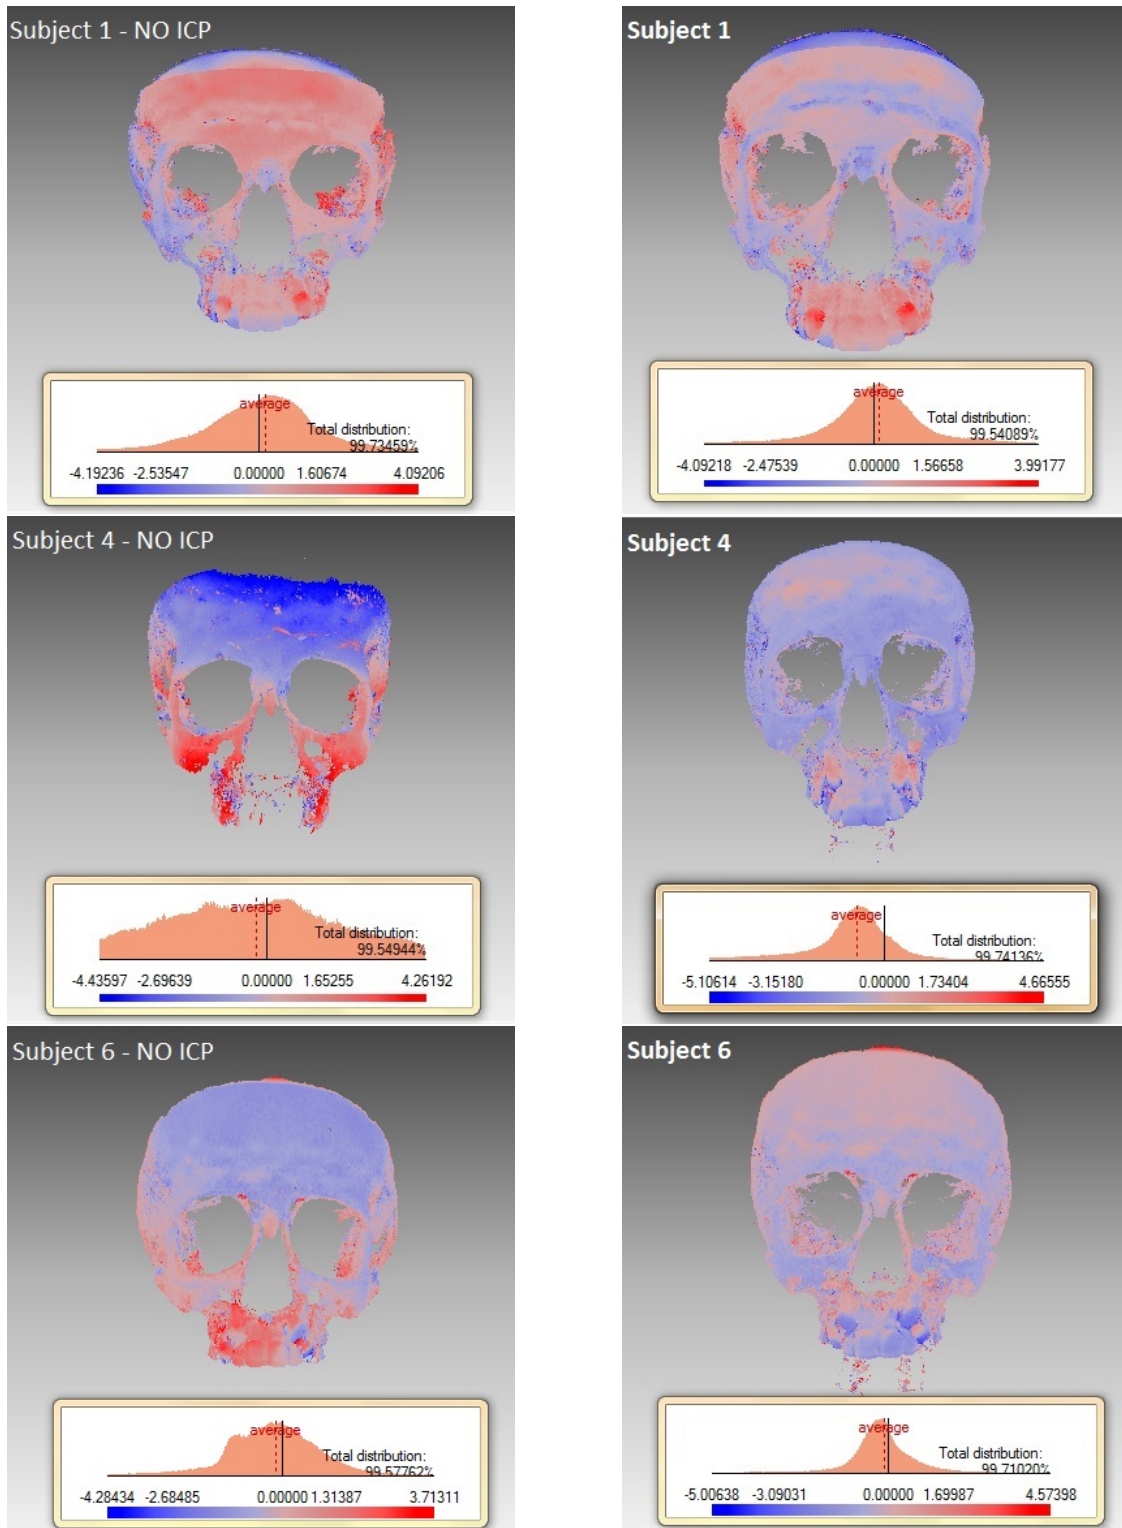 Subject 1 - NO ICP
average
Total distribution:
99.73459%
-4.19236 -2.53547 0.00000 1.60674 4.09206
Subject 1
average
Total distribution:
99.54089%
-4.09218 -2.47539 0.00000 1.56658 3.99177
Subject 4 - NO ICP
average
Total distribution:
99.54944%
-4.43597 -2.69639 0.00000 1.65255 4.26192
Subject 4
average
Total distribution:
99.74136%
-5.10614 -3.15180 0.00000 1.73404 4.66555
Subject 6 - NO ICP
average
Total distribution:
99.57762%
-4.28434 -2.68485 0.00000 1.31387 3.71311
Subject 6
average
Total distribution:
99.71020%
-5.00638 -3.09031 0.00000 1.69987 4.57398